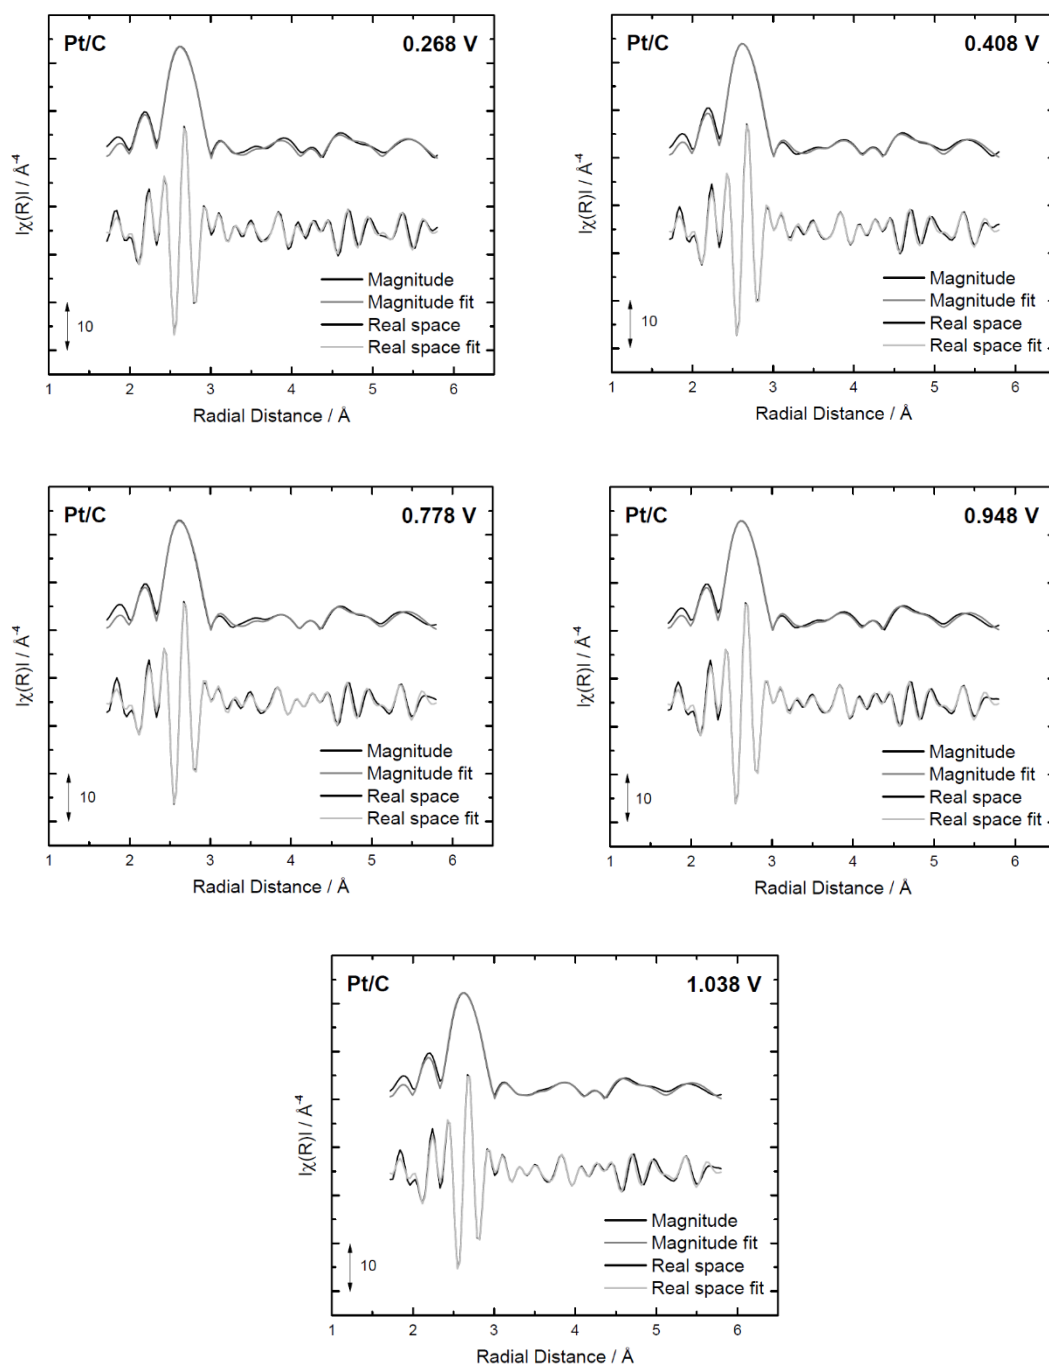 Pt/C 0.268 V
|χ(R)| / Å⁻⁴
Magnitude
Magnitude fit
Real space
Real space fit
10
1 2 3 4 5 6
Radial Distance / Å
Pt/C 0.408 V
|χ(R)| / Å⁻⁴
Magnitude
Magnitude fit
Real space
Real space fit
10
1 2 3 4 5 6
Radial Distance / Å
Pt/C 0.778 V
|χ(R)| / Å⁻⁴
Magnitude
Magnitude fit
Real space
Real space fit
10
1 2 3 4 5 6
Radial Distance / Å
Pt/C 0.948 V
|χ(R)| / Å⁻⁴
Magnitude
Magnitude fit
Real space
Real space fit
10
1 2 3 4 5 6
Radial Distance / Å
Pt/C 1.038 V
|χ(R)| / Å⁻⁴
Magnitude
Magnitude fit
Real space
Real space fit
10
1 2 3 4 5 6
Radial Distance / Å